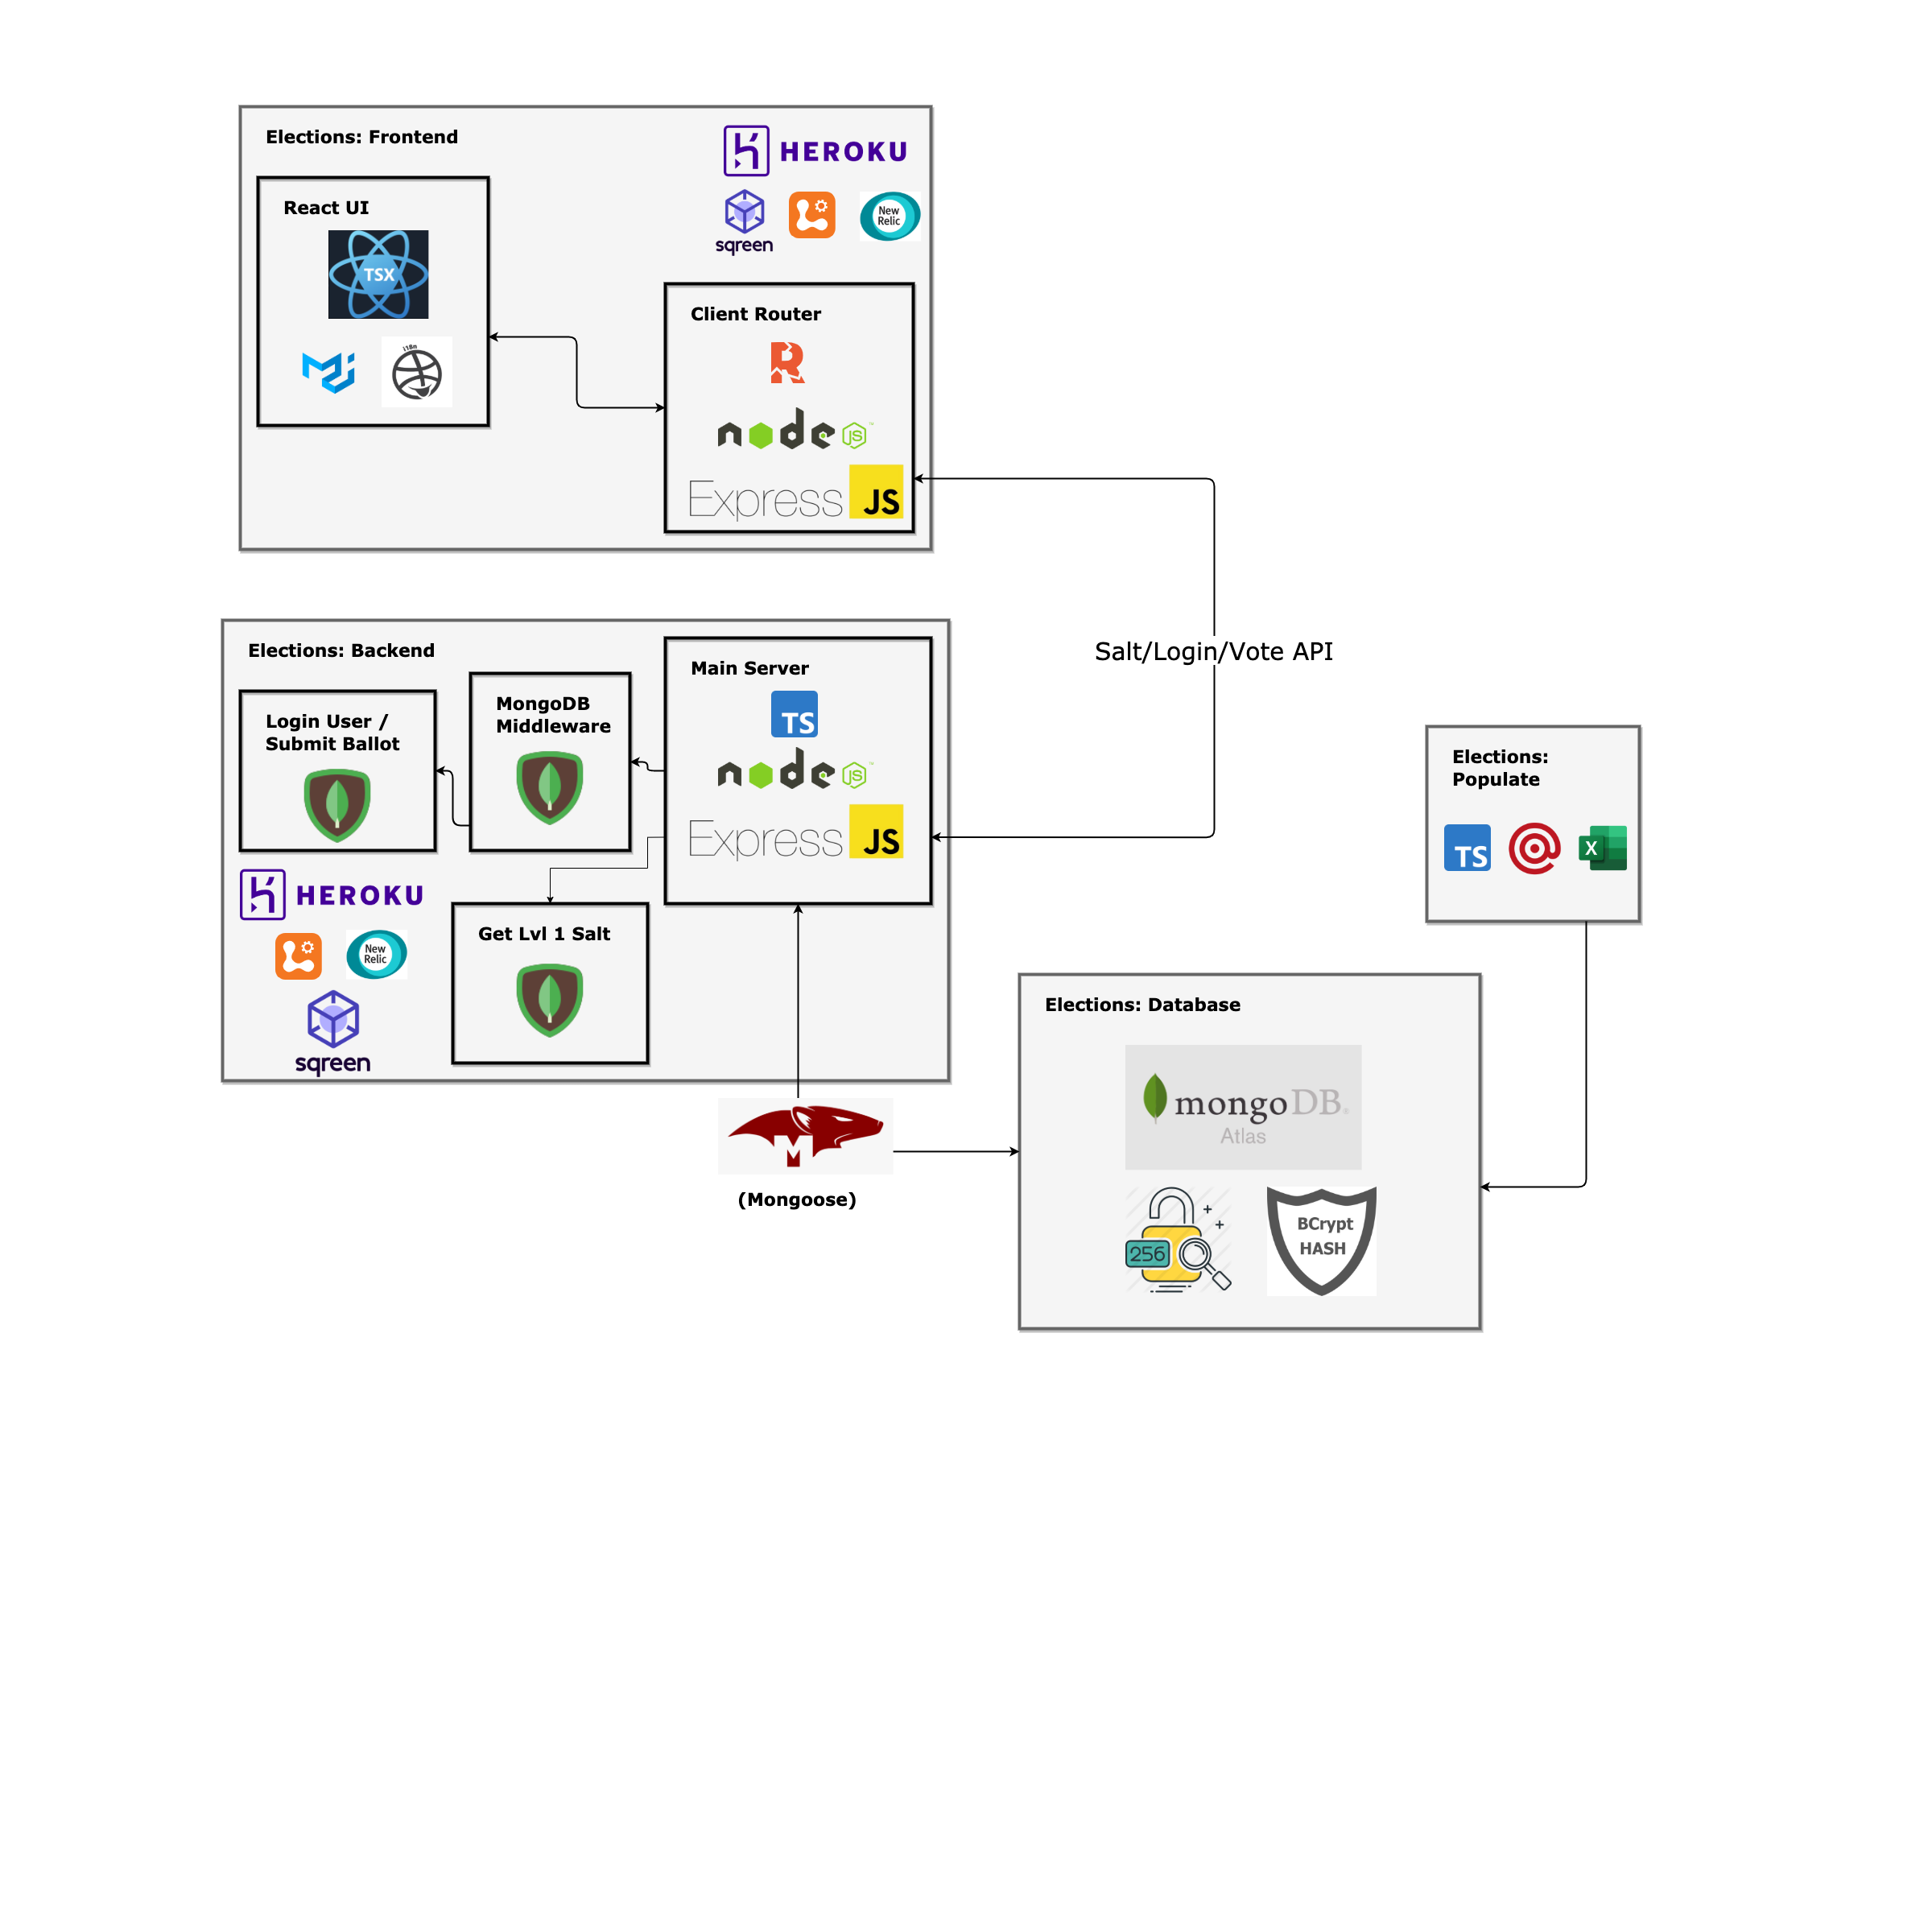 Elections: Frontend
HEROKU
sqreen
New
Relic
React UI
TSX
i18n
Client Router
R
node JS
Express JS
Salt/Login/Vote API
Elections: Backend
Login User /
Submit Ballot
MongoDB
Middleware
Main Server
TS
node JS
Express JS
HEROKU
New
Relic
sqreen
Get Lvl 1 Salt
Elections:
Populate
TS
X
M
(Mongoose)
Elections: Database
mongoDB®
Atlas
256
BCrypt
HASH